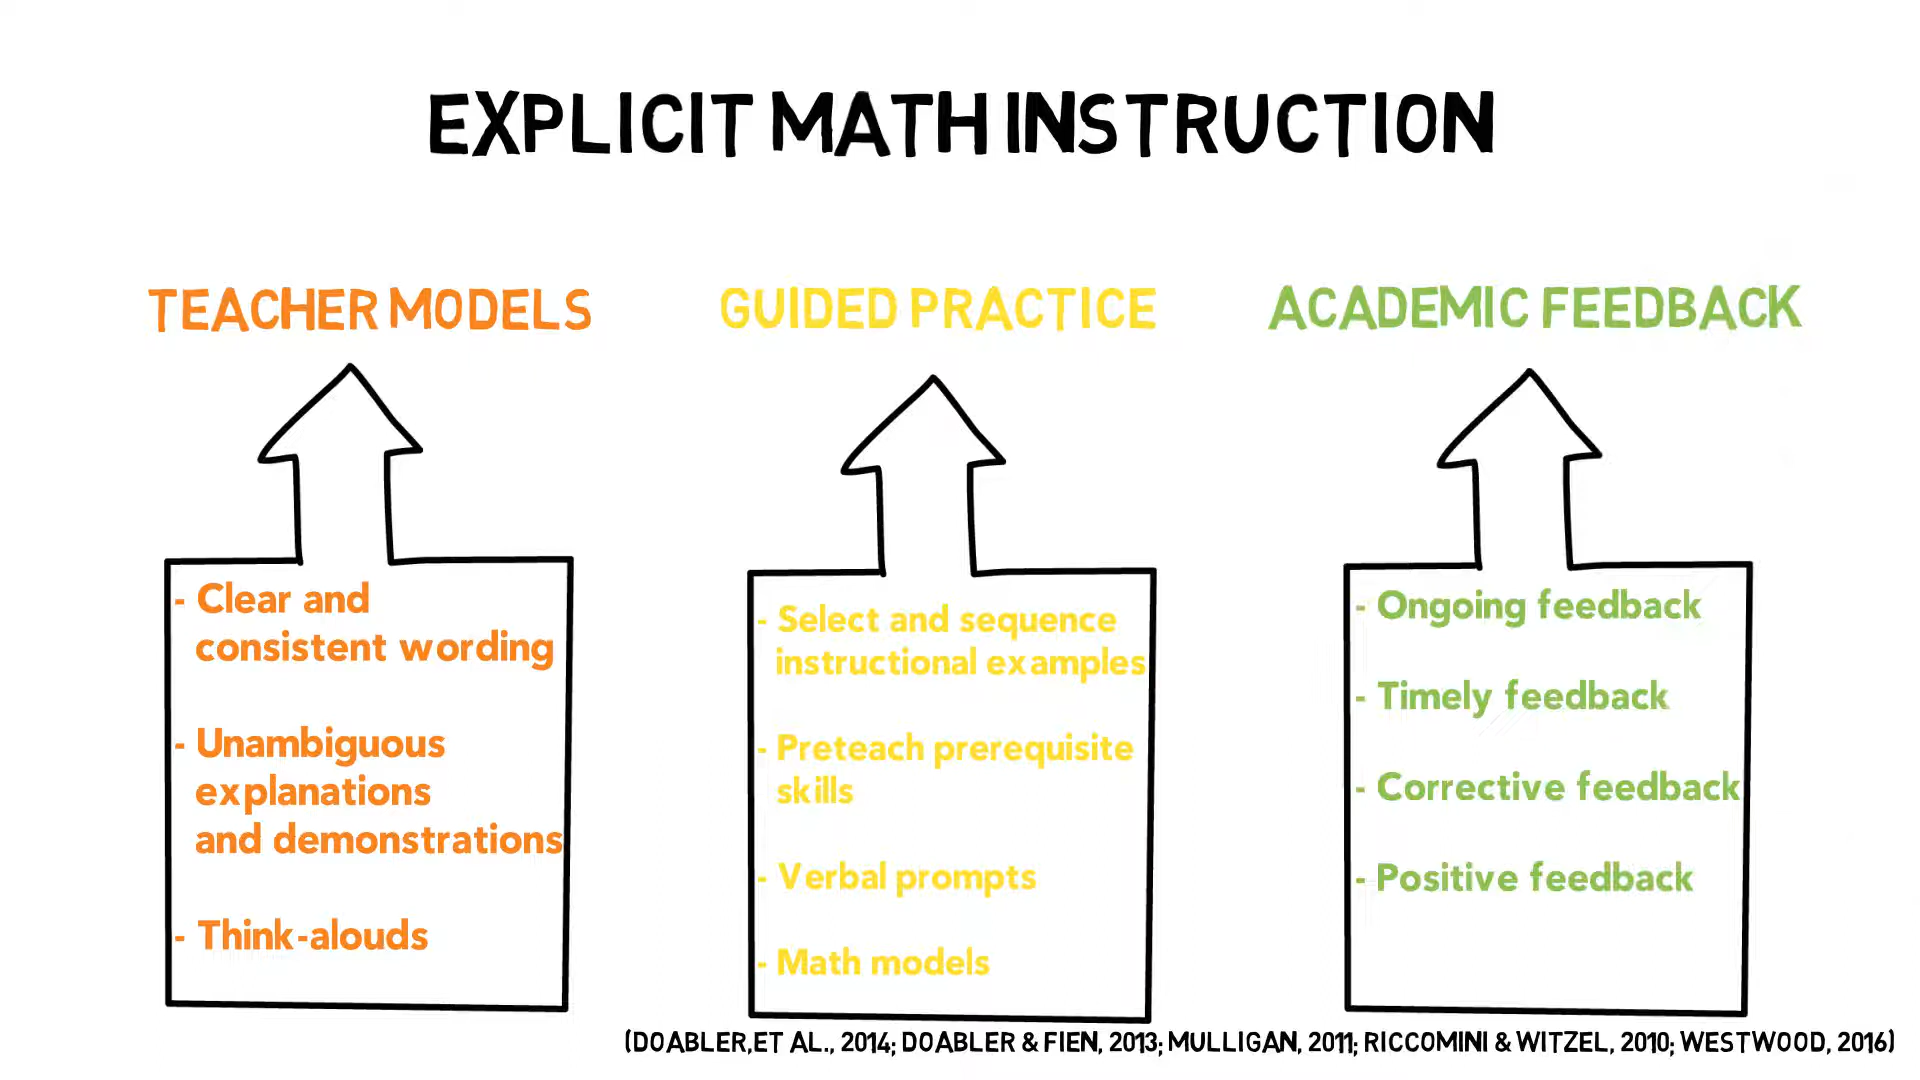 EXPLICIT MATH INSTRUCTION
TEACHER MODELS
- Clear and
consistent wording
- Unambiguous
explanations
and demonstrations
- Think-alouds
GUIDED PRACTICE
- Select and sequence
instructional examples
- Preteach prerequisite
skills
- Verbal prompts
- Math models
ACADEMIC FEEDBACK
- Ongoing feedback
- Timely feedback
- Corrective feedback
- Positive feedback
(DOABLER,ET AL., 2014; DOABLER & FIEN, 2013; MULLIGAN, 2011; RICCOMINI & WITZEL, 2010; WESTWOOD, 2016)